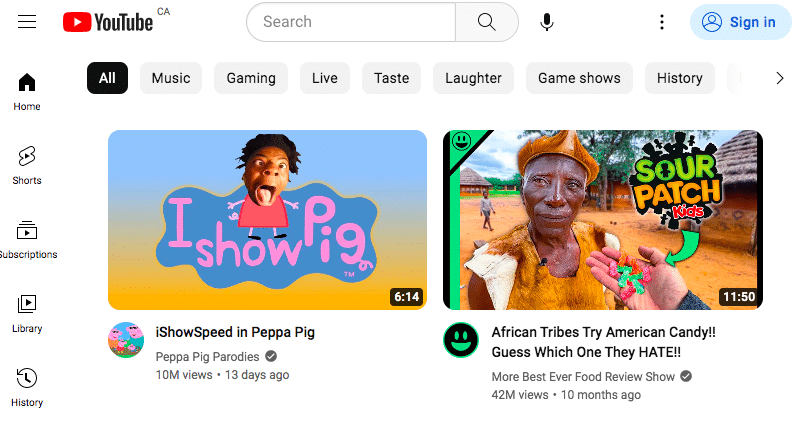 YouTube CA
Search
Sign in
All
Music
Gaming
Live
Taste
Laughter
Game shows
History
Home
Shorts
Subscriptions
Library
History
I show Pig TM
6:14
iShowSpeed in Peppa Pig
Peppa Pig Parodies
10M views • 13 days ago
SOUR
PATCH
Kids
11:50
African Tribes Try American Candy!!
Guess Which One They HATE!!
More Best Ever Food Review Show
42M views • 10 months ago